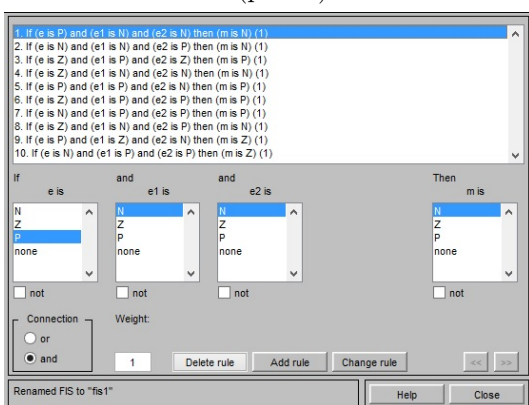 1. If (e is P) and (e1 is N) and (e2 is N) then (m is N) (1)
2. If (e is N) and (e1 is N) and (e2 is P) then (m is N) (1)
3. If (e is Z) and (e1 is P) and (e2 is Z) then (m is P) (1)
4. If (e is Z) and (e1 is N) and (e2 is N) then (m is N) (1)
5. If (e is P) and (e1 is P) and (e2 is N) then (m is P) (1)
6. If (e is Z) and (e1 is P) and (e2 is P) then (m is P) (1)
7. If (e is N) and (e1 is P) and (e2 is P) then (m is P) (1)
8. If (e is Z) and (e1 is N) and (e2 is P) then (m is N) (1)
9. If (e is P) and (e1 is Z) and (e2 is N) then (m is Z) (1)
10. If (e is N) and (e1 is P) and (e2 is P) then (m is Z) (1)
If and and Then
e is e1 is e2 is m is
N N N N
Z Z Z Z
P P P P
none none none none
not not not not
Connection Weight:
or
and 1 Delete rule Add rule Change rule << >>
Renamed FIS to "fis1" Help Close